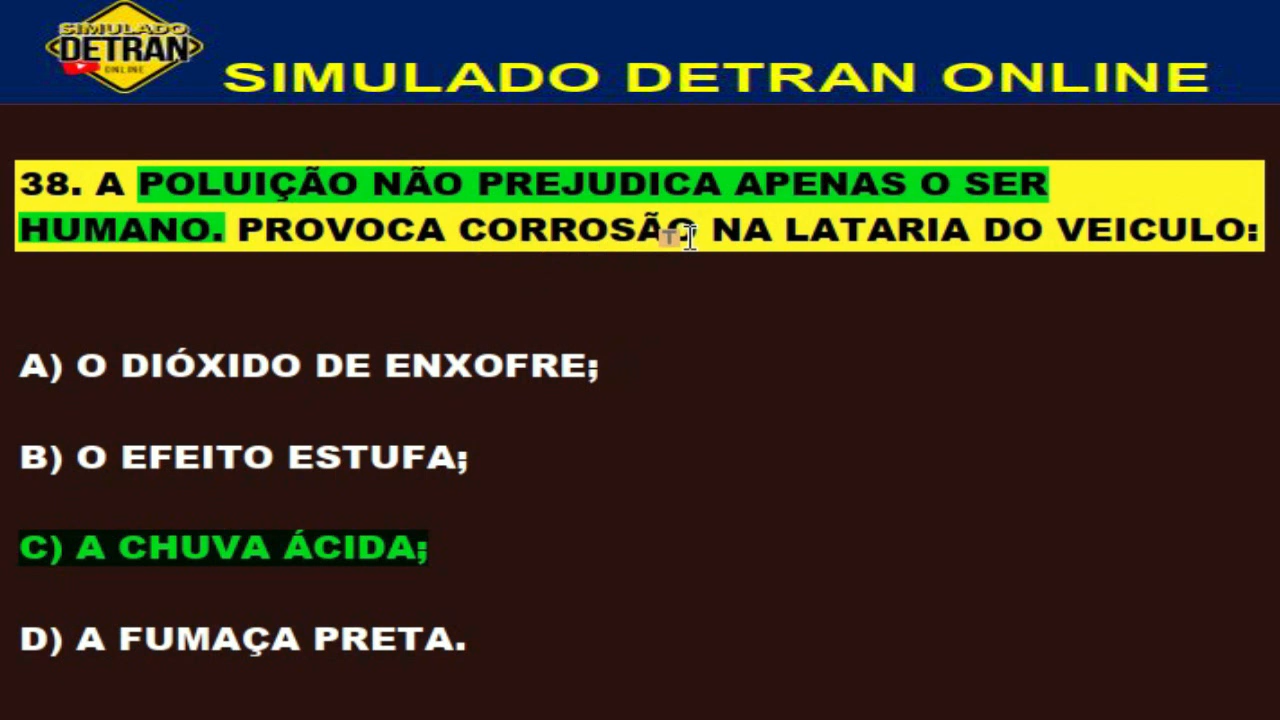 SIMULADO
DETRAN
ONLINE
SIMULADO DETRAN ONLINE
38. A POLUIÇÃO NÃO PREJUDICA APENAS O SER
HUMANO. PROVOCA CORROSÃO NA LATARIA DO VEICULO:
A) O DIÓXIDO DE ENXOFRE;
B) O EFEITO ESTUFA;
C) A CHUVA ÁCIDA;
D) A FUMAÇA PRETA.